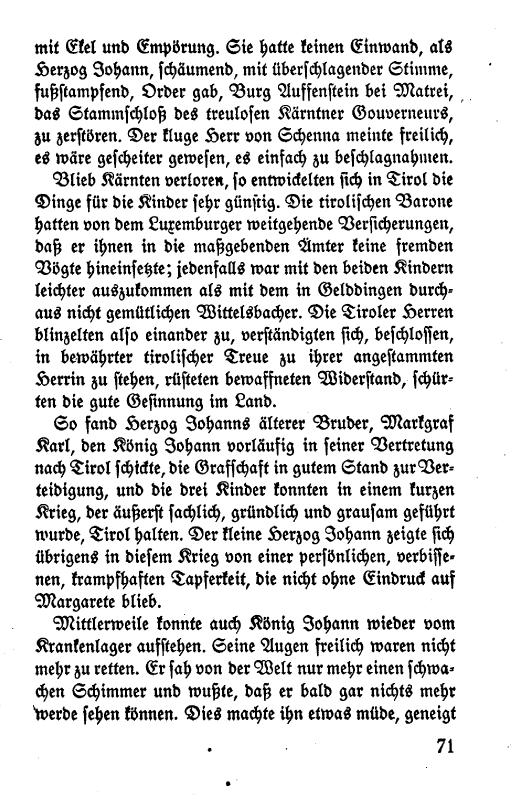 mit Ekel und Empörung. Sie hatte keinen Einwand, als
Herzog Johann, schäumend, mit überschlagender Stimme,
fußstampfend, Order gab, Burg Auffenstein bei Matrei,
das Stammschloß des treulosen Kärntner Gouverneurs,
zu zerstören. Der kluge Herr von Schenna meinte freilich,
es wäre gescheiter gewesen, es einfach zu beschlagnahmen.
Blieb Kärnten verloren, so entwickelten sich in Tirol die
Dinge für die Kinder sehr günstig. Die tirolischen Barone
hatten von dem Luxemburger weitgehende Versicherungen,
daß er ihnen in die maßgebenden Ämter keine fremden
Vögte hineinsetzte; jedenfalls war mit den beiden Kindern
leichter auszukommen als mit dem in Gelddingen durch-
aus nicht gemütlichen Wittelsbacher. Die Tiroler Herren
blinzelten also einander zu, verständigten sich, beschlossen,
in bewährter tirolischer Treue zu ihrer angestammten
Herrin zu stehen, rüsteten bewaffneten Widerstand, schür-
ten die gute Gesinnung im Land.
So fand Herzog Johanns älterer Bruder, Markgraf
Karl, den König Johann vorläufig in seiner Vertretung
nach Tirol schickte, die Grafschaft in gutem Stand zur Ver-
teidigung, und die drei Kinder konnten in einem kurzen
Krieg, der äußerst sachlich, gründlich und grausam geführt
wurde, Tirol halten. Der kleine Herzog Johann zeigte sich
übrigens in diesem Krieg von einer persönlichen, verbisse-
nen, krampfhaften Tapferkeit, die nicht ohne Eindruck auf
Margarete blieb.
Mittlerweile konnte auch König Johann wieder vom
Krankenlager aufstehen. Seine Augen freilich waren nicht
mehr zu retten. Er sah von der Welt nur mehr einen schwa-
chen Schimmer und wußte, daß er bald gar nichts mehr
werde sehen können. Dies machte ihn etwas müde, geneigt
71